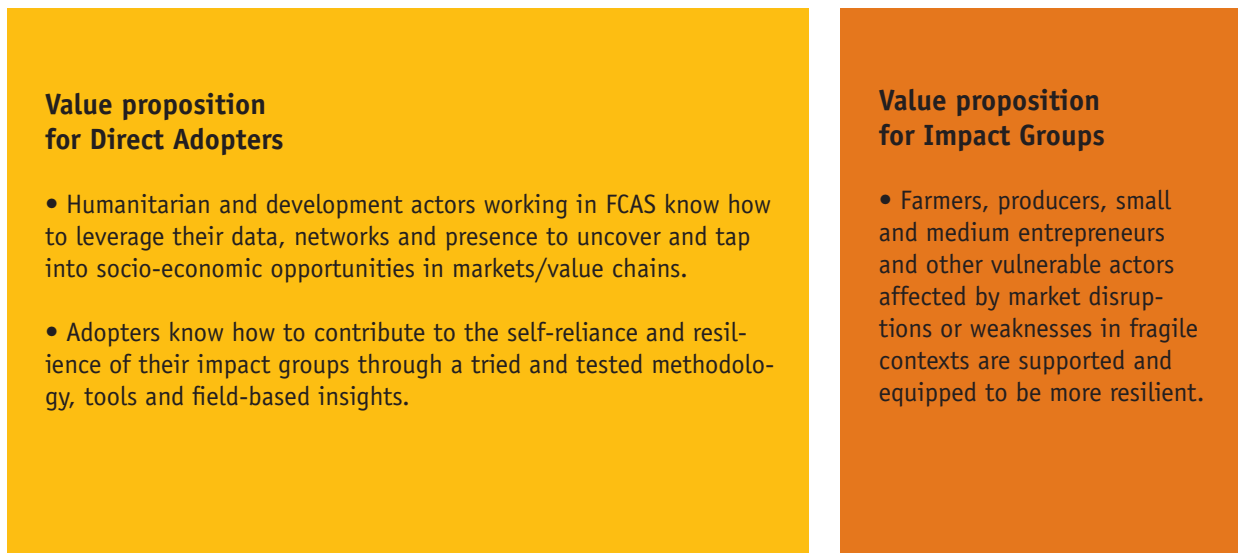 Value proposition
for Direct Adopters
• Humanitarian and development actors working in FCAS know how
to leverage their data, networks and presence to uncover and tap
into socio-economic opportunities in markets/value chains.
• Adopters know how to contribute to the self-reliance and resil-
ience of their impact groups through a tried and tested methodolo-
gy, tools and field-based insights.
Value proposition
for Impact Groups
• Farmers, producers, small
and medium entrepreneurs
and other vulnerable actors
affected by market disrup-
tions or weaknesses in fragile
contexts are supported and
equipped to be more resilient.